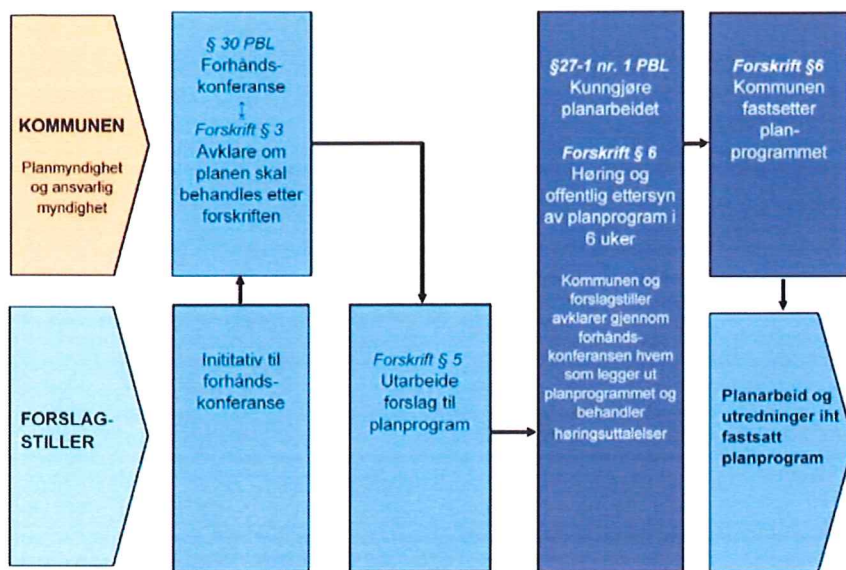 KOMMUNEN
Planmyndighet
og ansvarlig
myndighet
FORSLAG-
STILLER
§ 30 PBL
Forhånds-
konferanse
Forskrift § 3
Avklare om
planen skal
behandles etter
forskriften
Inititativ til
forhånds-
konferanse
Forskrift § 5
Utarbeide
forslag til
planprogram
§27-1 nr. 1 PBL
Kunngjøre
planarbeidet
Forskrift § 6
Høring og
offentlig ettersyn
av planprogram i
6 uker
Kommunen og
forslagstiller
avklarer gjennom
forhånds-
konferansen hvem
som legger ut
planprogrammet og
behandler
høringsuttalelser
Forskrift §6
Kommunen
fastsetter
plan-
programmet
Planarbeid og
utredninger iht
fastsatt
planprogram